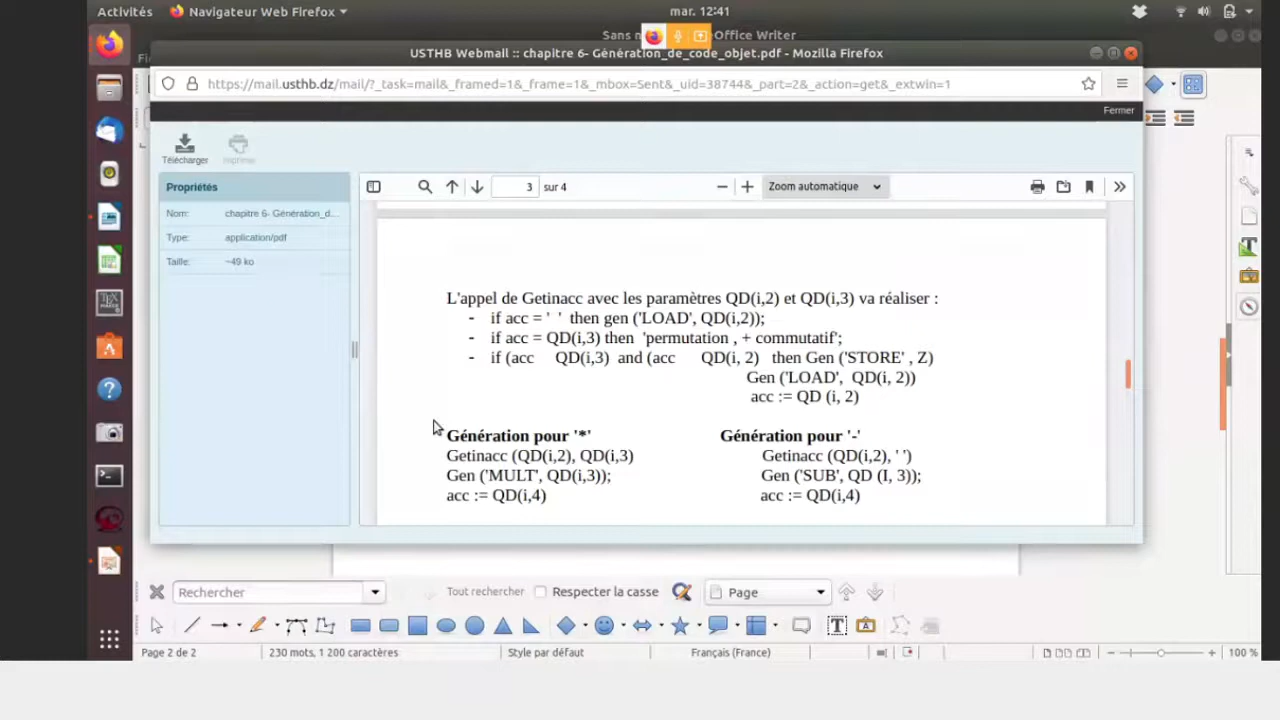 Activités Navigateur Web Firefox mar. 12:41
Sans n eOffice Writer
USTHB Webmail :: chapitre 6- Génération_de_code_objet.pdf - Mozilla Firefox
https://mail.usthb.dz/mail/?_task=mail&_framed=1&_frame=1&_mbox=Sent&_uid=38744&_part=2&_action=get&_extwin=1
Fermer
Télécharger Imprimer
Propriétés
3 sur 4 Zoom automatique
Nom: chapitre 6- Génération_d...
Type: application/pdf
Taille: ~49 ko
L'appel de Getinacc avec les paramètres QD(i,2) et QD(i,3) va réaliser :
- if acc = ' ' then gen ('LOAD', QD(i,2));
- if acc = QD(i,3) then 'permutation , + commutatif';
- if (acc QD(i,3) and (acc QD(i, 2) then Gen ('STORE' , Z)
Gen ('LOAD', QD(i, 2))
acc := QD (i, 2)
Génération pour '*' Génération pour '-'
Getinacc (QD(i,2), QD(i,3) Getinacc (QD(i,2), ' ')
Gen ('MULT', QD(i,3)); Gen ('SUB', QD (I, 3));
acc := QD(i,4) acc := QD(i,4)
Rechercher Tout rechercher Respecter la casse Page
Page 2 de 2 230 mots, 1 200 caractères Style par défaut Français (France) 100 %